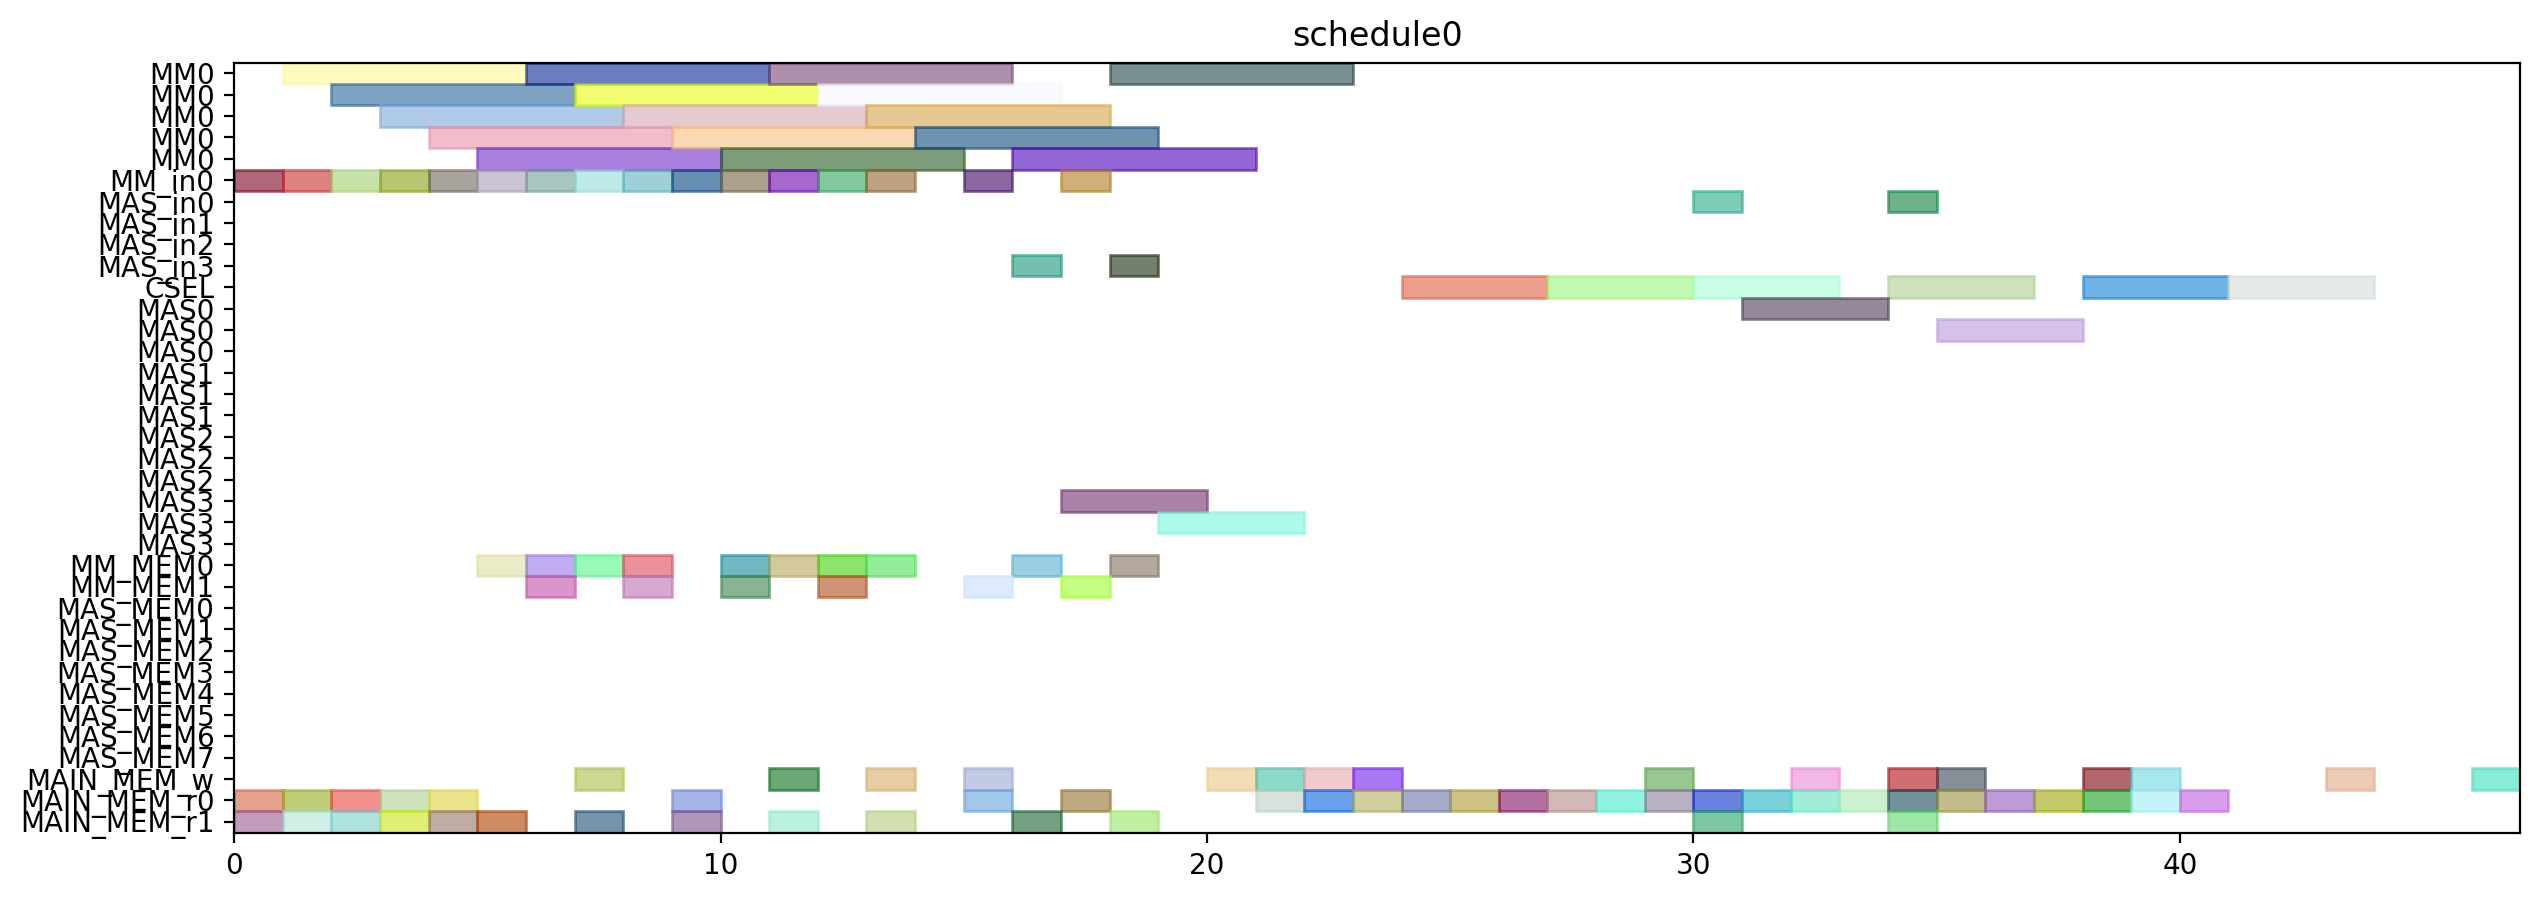 schedule0
MM0
MM0
MM0
MM0
MM0
MM_in0
MAS_in0
MAS_in1
MAS_in2
MAS_in3
CSEL
MAS0
MAS0
MAS0
MAS1
MAS1
MAS1
MAS2
MAS2
MAS2
MAS3
MAS3
MAS3
MM_MEM0
MM_MEM1
MAS_MEM0
MAS_MEM1
MAS_MEM2
MAS_MEM3
MAS_MEM4
MAS_MEM5
MAS_MEM6
MAS_MEM7
MAIN_MEM_w
MAIN_MEM_r0
MAIN_MEM_r1
0 10 20 30 40